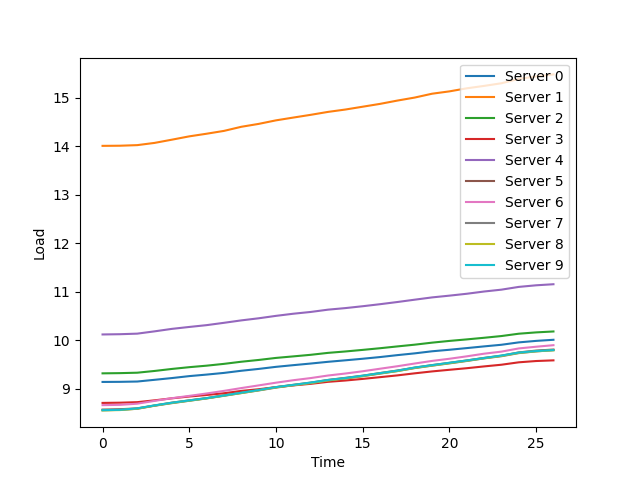 15
14
13
12
11
10
9
Load
0
5
10
15
20
25
Time
Server 0
Server 1
Server 2
Server 3
Server 4
Server 5
Server 6
Server 7
Server 8
Server 9